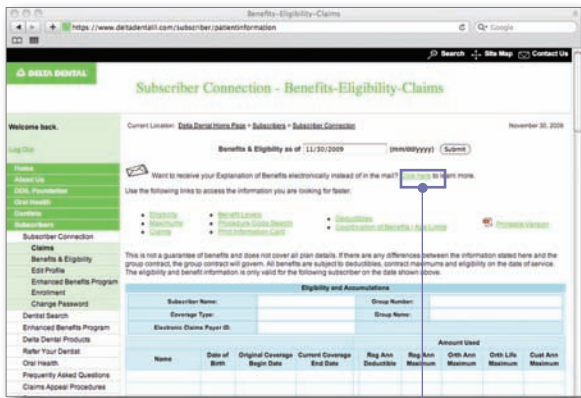 Benefits-Eligibility-Claims
https://www.deltadentalil.com/subscriber/patientinformation
Google
Search Site Map Contact Us
DELTA DENTAL
Subscriber Connection - Benefits-Eligibility-Claims
Welcome back.
Current Location: Delta Dental Home Page > Subscribers > Subscriber Connection
November 30, 2009
Log Out
Benefits & Eligibility as of 11/30/2009 (mm/dd/yyyy) Submit
Home
About Us
DDIL Foundation
Oral Health
Dentists
Subscribers
Subscriber Connection
Claims
Benefits & Eligibility
Edit Profile
Enhanced Benefits Program
Enrollment
Change Password
Dentist Search
Enhanced Benefits Program
Delta Dental Products
Refer Your Dentist
Oral Health
Frequently Asked Questions
Claims Appeal Procedures
Want to receive your Explanation of Benefits electronically instead of in the mail? Click here to learn more.
Use the following links to access the information you are looking for faster.
Eligibility
Maximums
Claims
Benefit Levels
Procedure Code Search
Print Information Card
Deductibles
Coordination of Benefits / Age Limits
Printable Version
This is not a guarantee of benefits and does not cover all plan details. If there are any differences between the information stated here and the
group contract, the group contract will govern. All benefits are subject to deductibles, contract maximums and eligibility on the date of service.
The eligibility and benefit information is only valid for the following subscriber on the date shown above.
Eligibility and Accumulations
Subscriber Name: Group Number:
Coverage Type: Group Name:
Electronic Claims Payer ID:
Amount Used
Name Date of Birth Original Coverage Begin Date Current Coverage End Date Reg Ann Deductible Reg Ann Maximum Orth Ann Maximum Orth Life Maximum Cust Ann Maximum